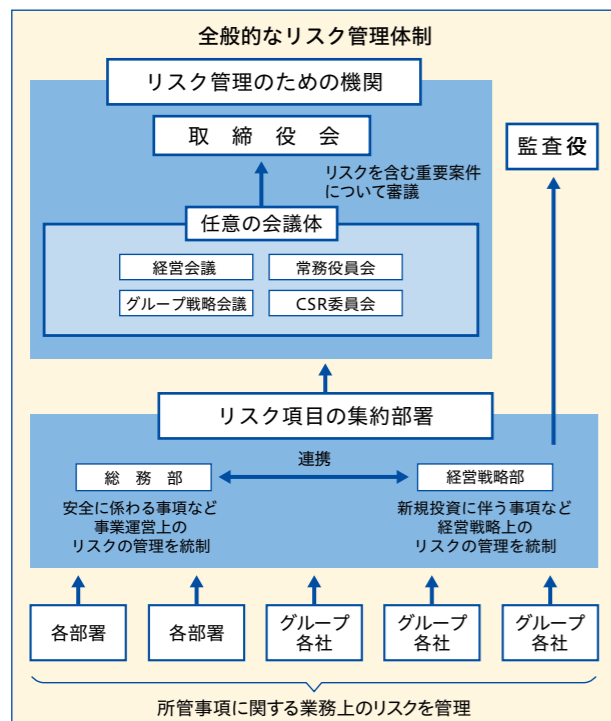 全般的なリスク管理体制
リスク管理のための機関
取締役会
監査役
リスクを含む重要案件
について審議
任意の会議体
経営会議
常務役員会
グループ戦略会議
CSR委員会
リスク項目の集約部署
連携
総務部
経営戦略部
安全に係わる事項など
事業運営上の
リスクの管理を統制
新規投資に伴う事項など
経営戦略上の
リスクの管理を統制
各部署
各部署
グループ
各社
グループ
各社
グループ
各社
所管事項に関する業務上のリスクを管理